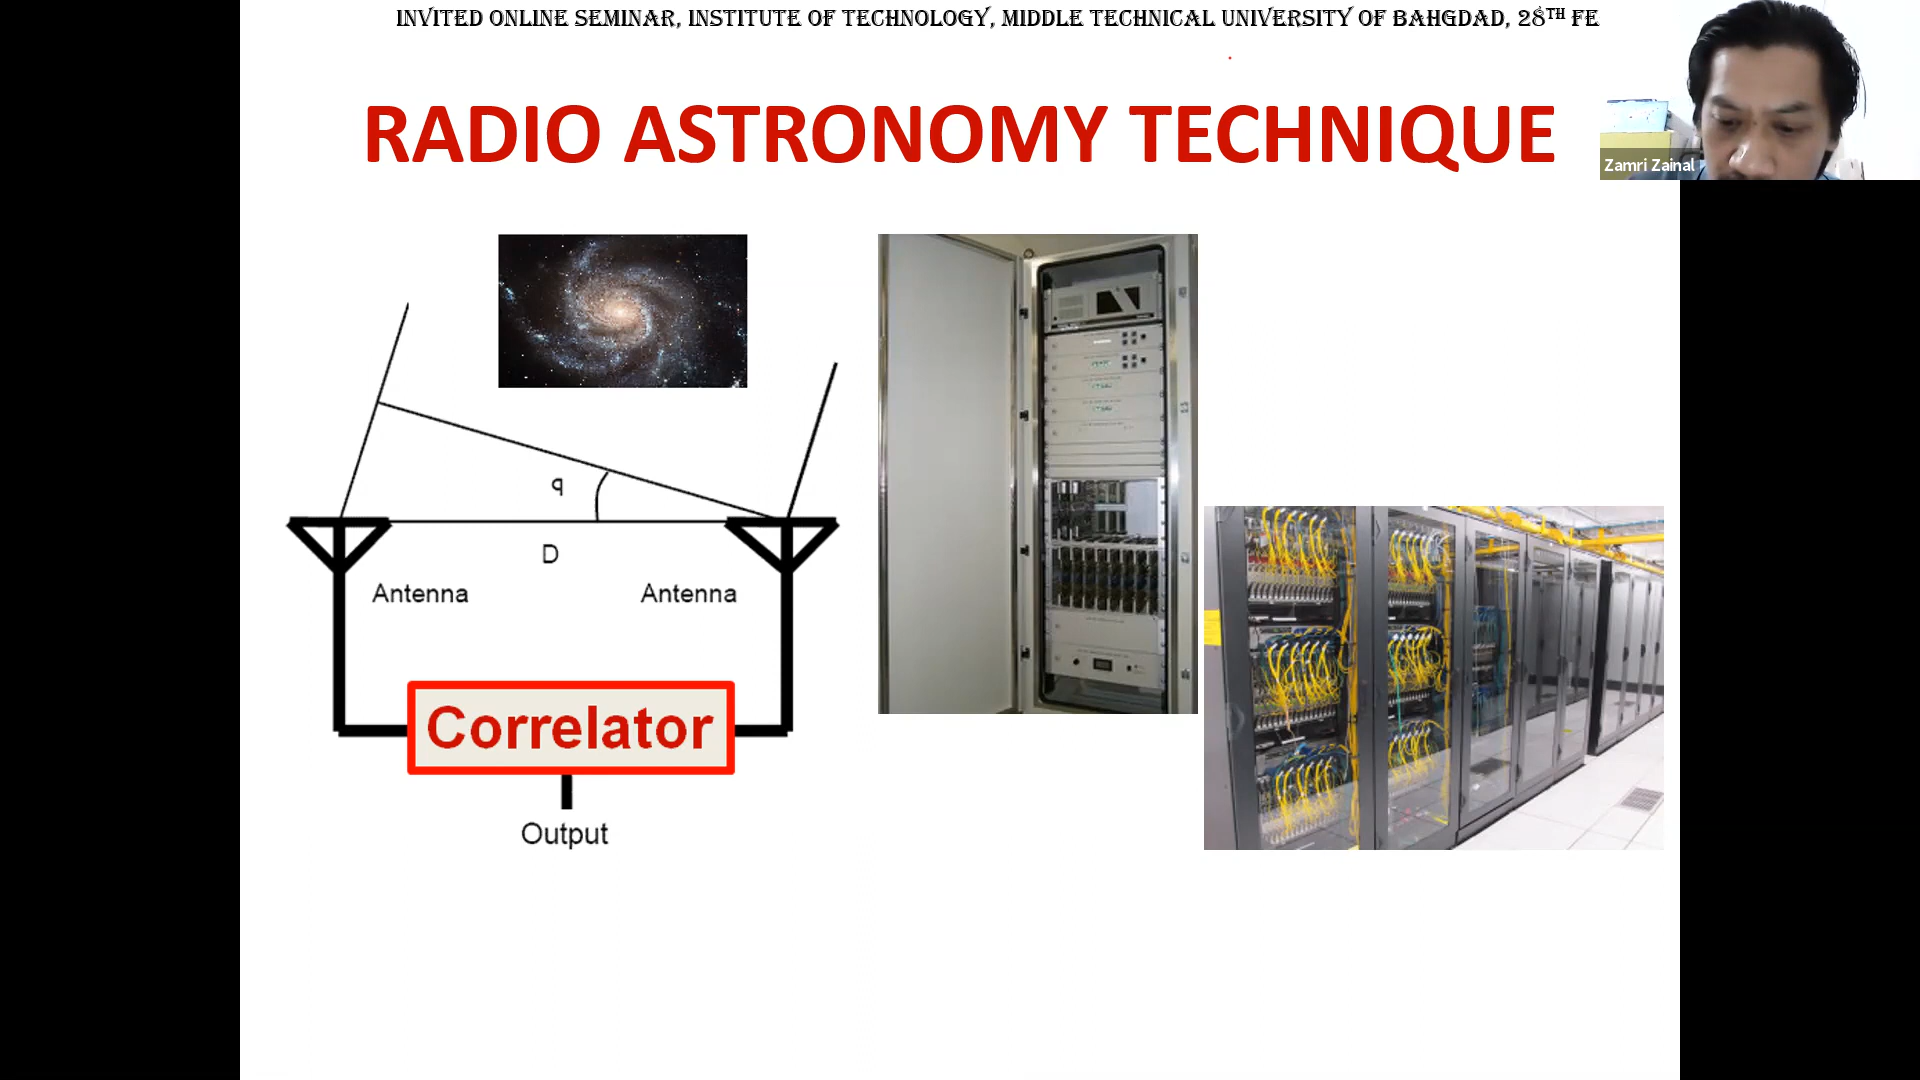 INVITED ONLINE SEMINAR, INSTITUTE OF TECHNOLOGY, MIDDLE TECHNICAL UNIVERSITY OF BAHGDAD, 28TH FE
RADIO ASTRONOMY TECHNIQUE
Zamri Zainal
q
D
Antenna Antenna
Correlator
Output